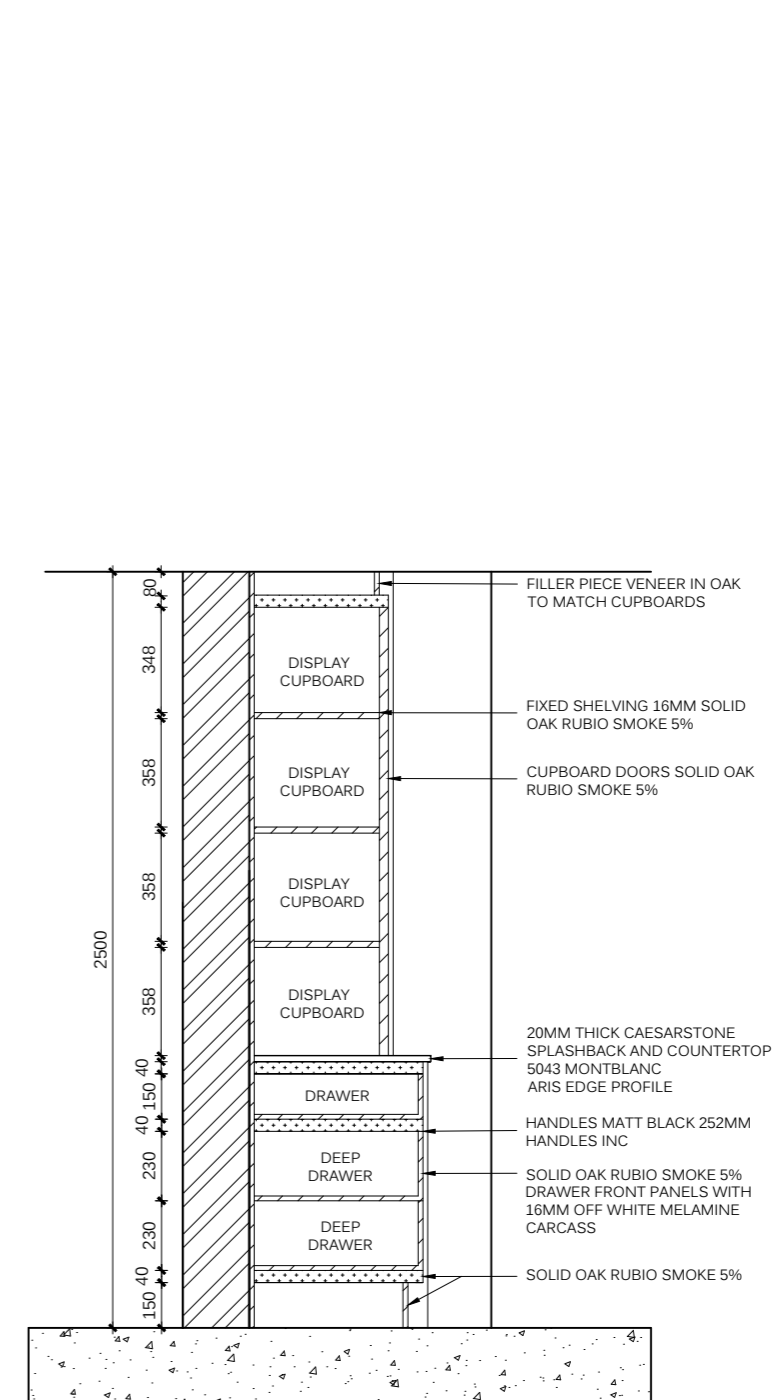 80
FILLER PIECE VENEER IN OAK
TO MATCH CUPBOARDS
348
DISPLAY
CUPBOARD
FIXED SHELVING 16MM SOLID
OAK RUBIO SMOKE 5%
358
DISPLAY
CUPBOARD
CUPBOARD DOORS SOLID OAK
RUBIO SMOKE 5%
358
DISPLAY
CUPBOARD
2500
358
DISPLAY
CUPBOARD
20MM THICK CAESARSTONE
SPLASHBACK AND COUNTERTOP
5043 MONTBLANC
ARIS EDGE PROFILE
40
150
DRAWER
40
HANDLES MATT BLACK 252MM
HANDLES INC
230
DEEP
DRAWER
SOLID OAK RUBIO SMOKE 5%
DRAWER FRONT PANELS WITH
16MM OFF WHITE MELAMINE
CARCASS
230
DEEP
DRAWER
40
SOLID OAK RUBIO SMOKE 5%
150